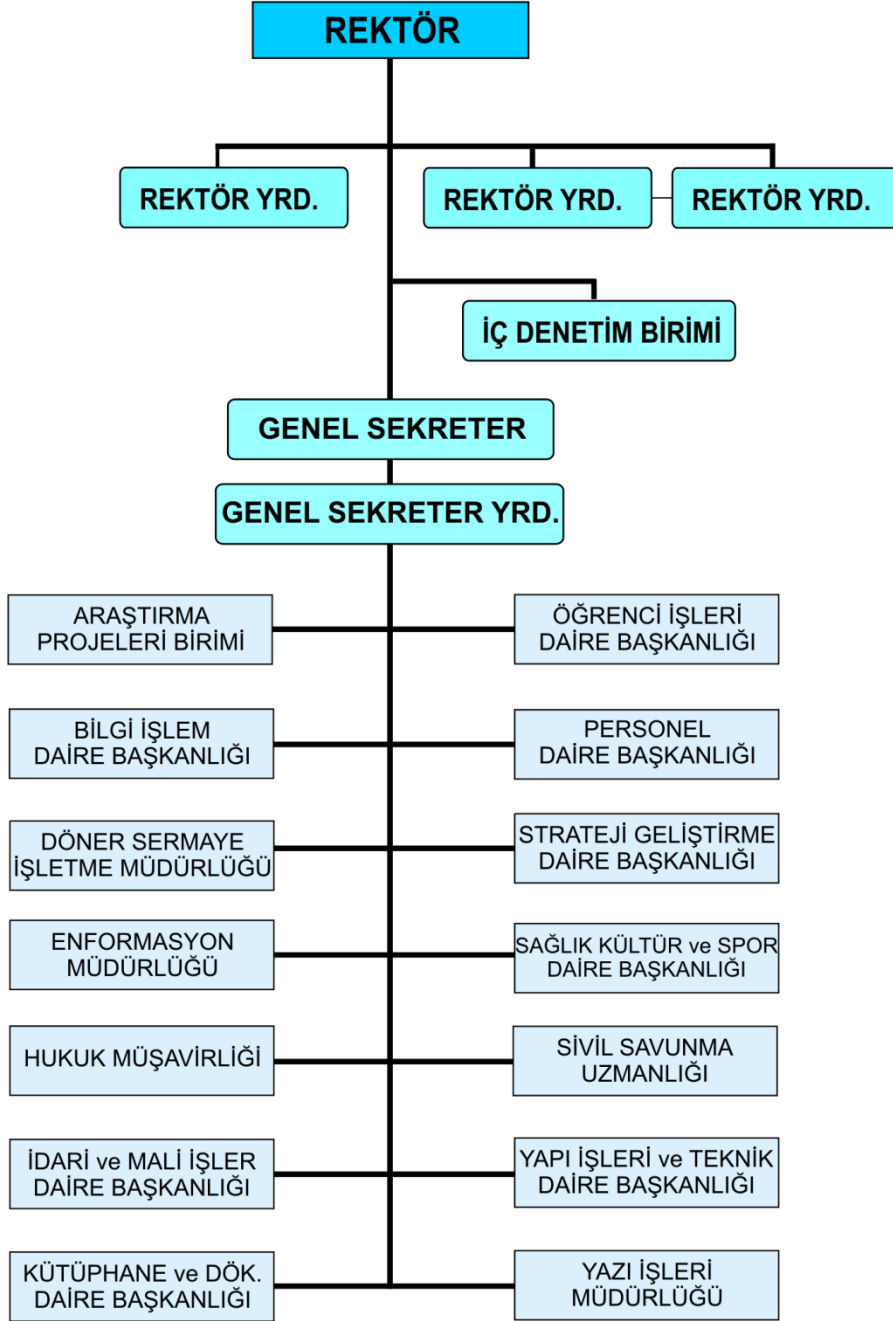 REKTÖR
REKTÖR YRD.
REKTÖR YRD.
REKTÖR YRD.
İÇ DENETİM BİRİMİ
GENEL SEKRETER
GENEL SEKRETER YRD.
ARAŞTIRMA
PROJELERİ BİRİMİ
ÖĞRENCİ İŞLERİ
DAİRE BAŞKANLIĞI
BİLGİ İŞLEM
DAİRE BAŞKANLIĞI
PERSONEL
DAİRE BAŞKANLIĞI
DÖNER SERMAYE
İŞLETME MÜDÜRLÜĞÜ
STRATEJİ GELİŞTİRME
DAİRE BAŞKANLIĞI
ENFORMASYON
MÜDÜRLÜĞÜ
SAĞLIK KÜLTÜR ve SPOR
DAİRE BAŞKANLIĞI
HUKUK MÜŞAVİRLİĞİ
SİVİL SAVUNMA
UZMANLIĞI
İDARİ ve MALİ İŞLER
DAİRE BAŞKANLIĞI
YAPI İŞLERİ ve TEKNİK
DAİRE BAŞKANLIĞI
KÜTÜPHANE ve DÖK.
DAİRE BAŞKANLIĞI
YAZI İŞLERİ
MÜDÜRLÜĞÜ